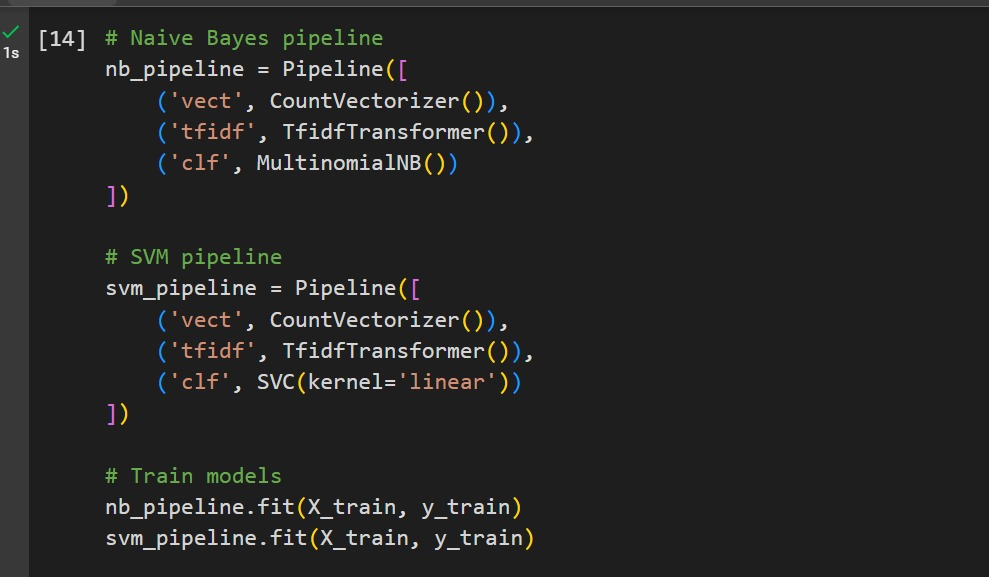 [14] # Naive Bayes pipeline
1s nb_pipeline = Pipeline([
    ('vect', CountVectorizer()),
    ('tfidf', TfidfTransformer()),
    ('clf', MultinomialNB())
])
# SVM pipeline
svm_pipeline = Pipeline([
    ('vect', CountVectorizer()),
    ('tfidf', TfidfTransformer()),
    ('clf', SVC(kernel='linear'))
])
# Train models
nb_pipeline.fit(X_train, y_train)
svm_pipeline.fit(X_train, y_train)